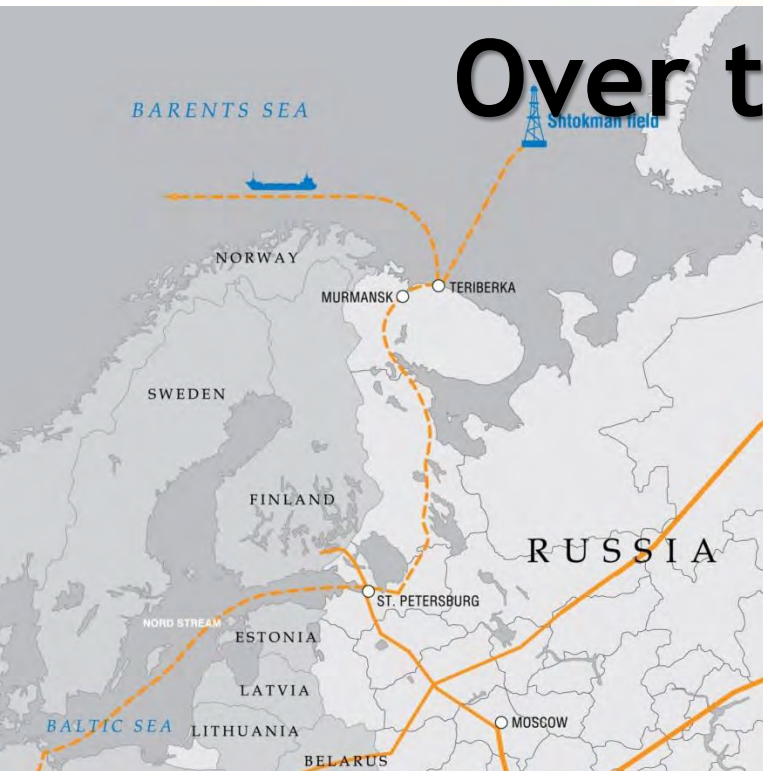 Over t
BARENTS SEA
Shtokman field
NORWAY
MURMANSK
TERIBERKA
SWEDEN
FINLAND
RUSSIA
ST. PETERSBURG
NORD STREAM
ESTONIA
LATVIA
BALTIC SEA
LITHUANIA
MOSCOW
BELARUS